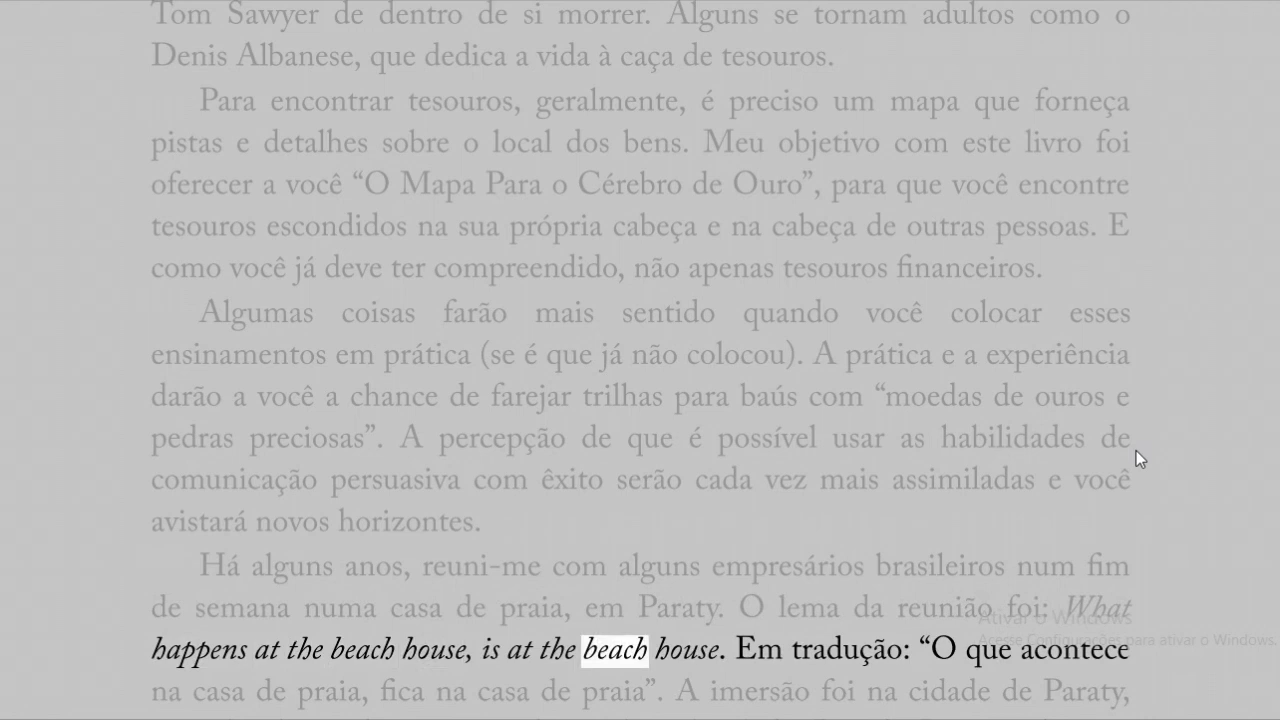 Tom Sawyer de dentro de si morrer. Alguns se tornam adultos como o
Denis Albanese, que dedica a vida à caça de tesouros.
Para encontrar tesouros, geralmente, é preciso um mapa que forneça
pistas e detalhes sobre o local dos bens. Meu objetivo com este livro foi
oferecer a você “O Mapa Para o Cérebro de Ouro”, para que você encontre
tesouros escondidos na sua própria cabeça e na cabeça de outras pessoas. E
como você já deve ter compreendido, não apenas tesouros financeiros.
Algumas coisas farão mais sentido quando você colocar esses
ensinamentos em prática (se é que já não colocou). A prática e a experiência
darão a você a chance de farejar trilhas para baús com “moedas de ouros e
pedras preciosas”. A percepção de que é possível usar as habilidades de
comunicação persuasiva com êxito serão cada vez mais assimiladas e você
avistará novos horizontes.
Há alguns anos, reuni-me com alguns empresários brasileiros num fim
de semana numa casa de praia, em Paraty. O lema da reunião foi: What
Ativar o Windows
Acesse Configurações para ativar o Windows.
happens at the beach house, is at the beach house. Em tradução: “O que acontece
na casa de praia, fica na casa de praia”. A imersão foi na cidade de Paraty,